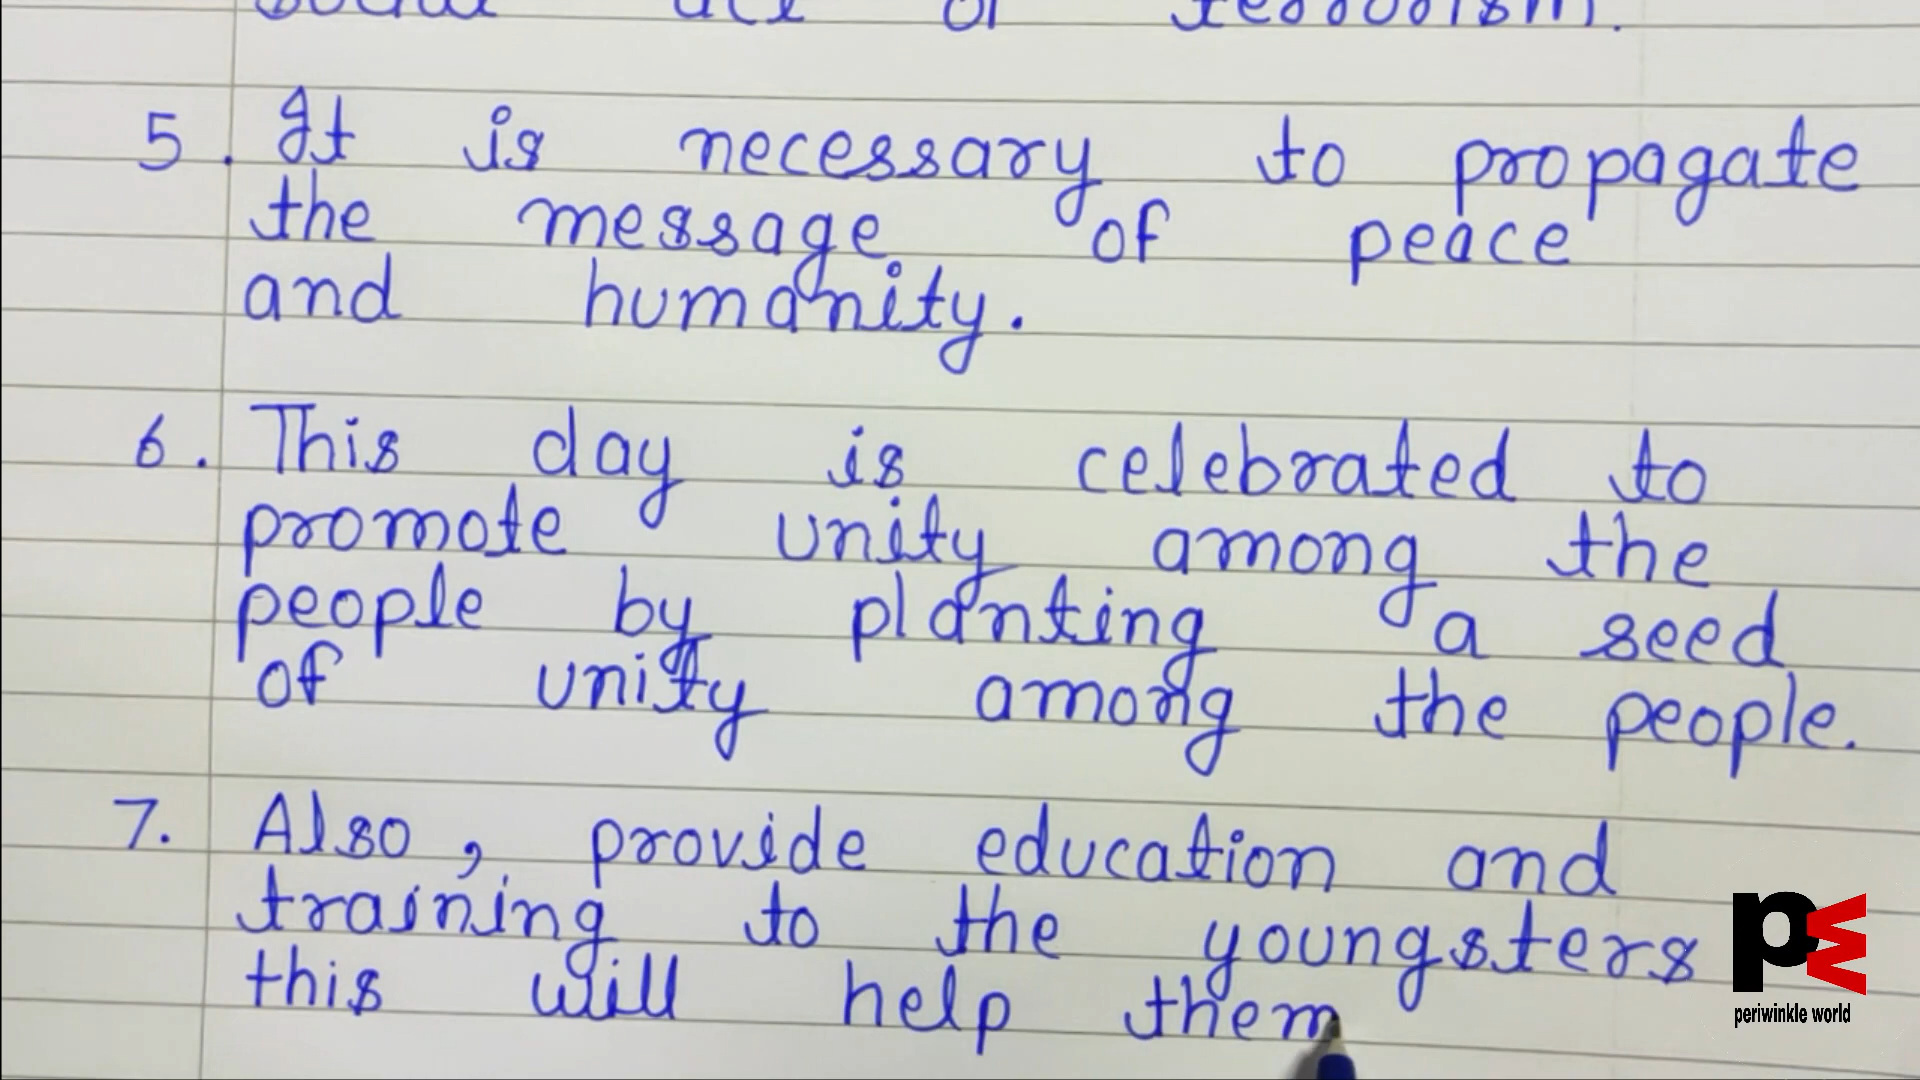 of
5. It is necessary to propagate
the message of peace
and humanity.
6. This day is celebrated to
promote unity among the
people by planting a seed
of unity among the people.
7. Also, provide education and
training to the youngsters
this will help them
pw
periwinkle world